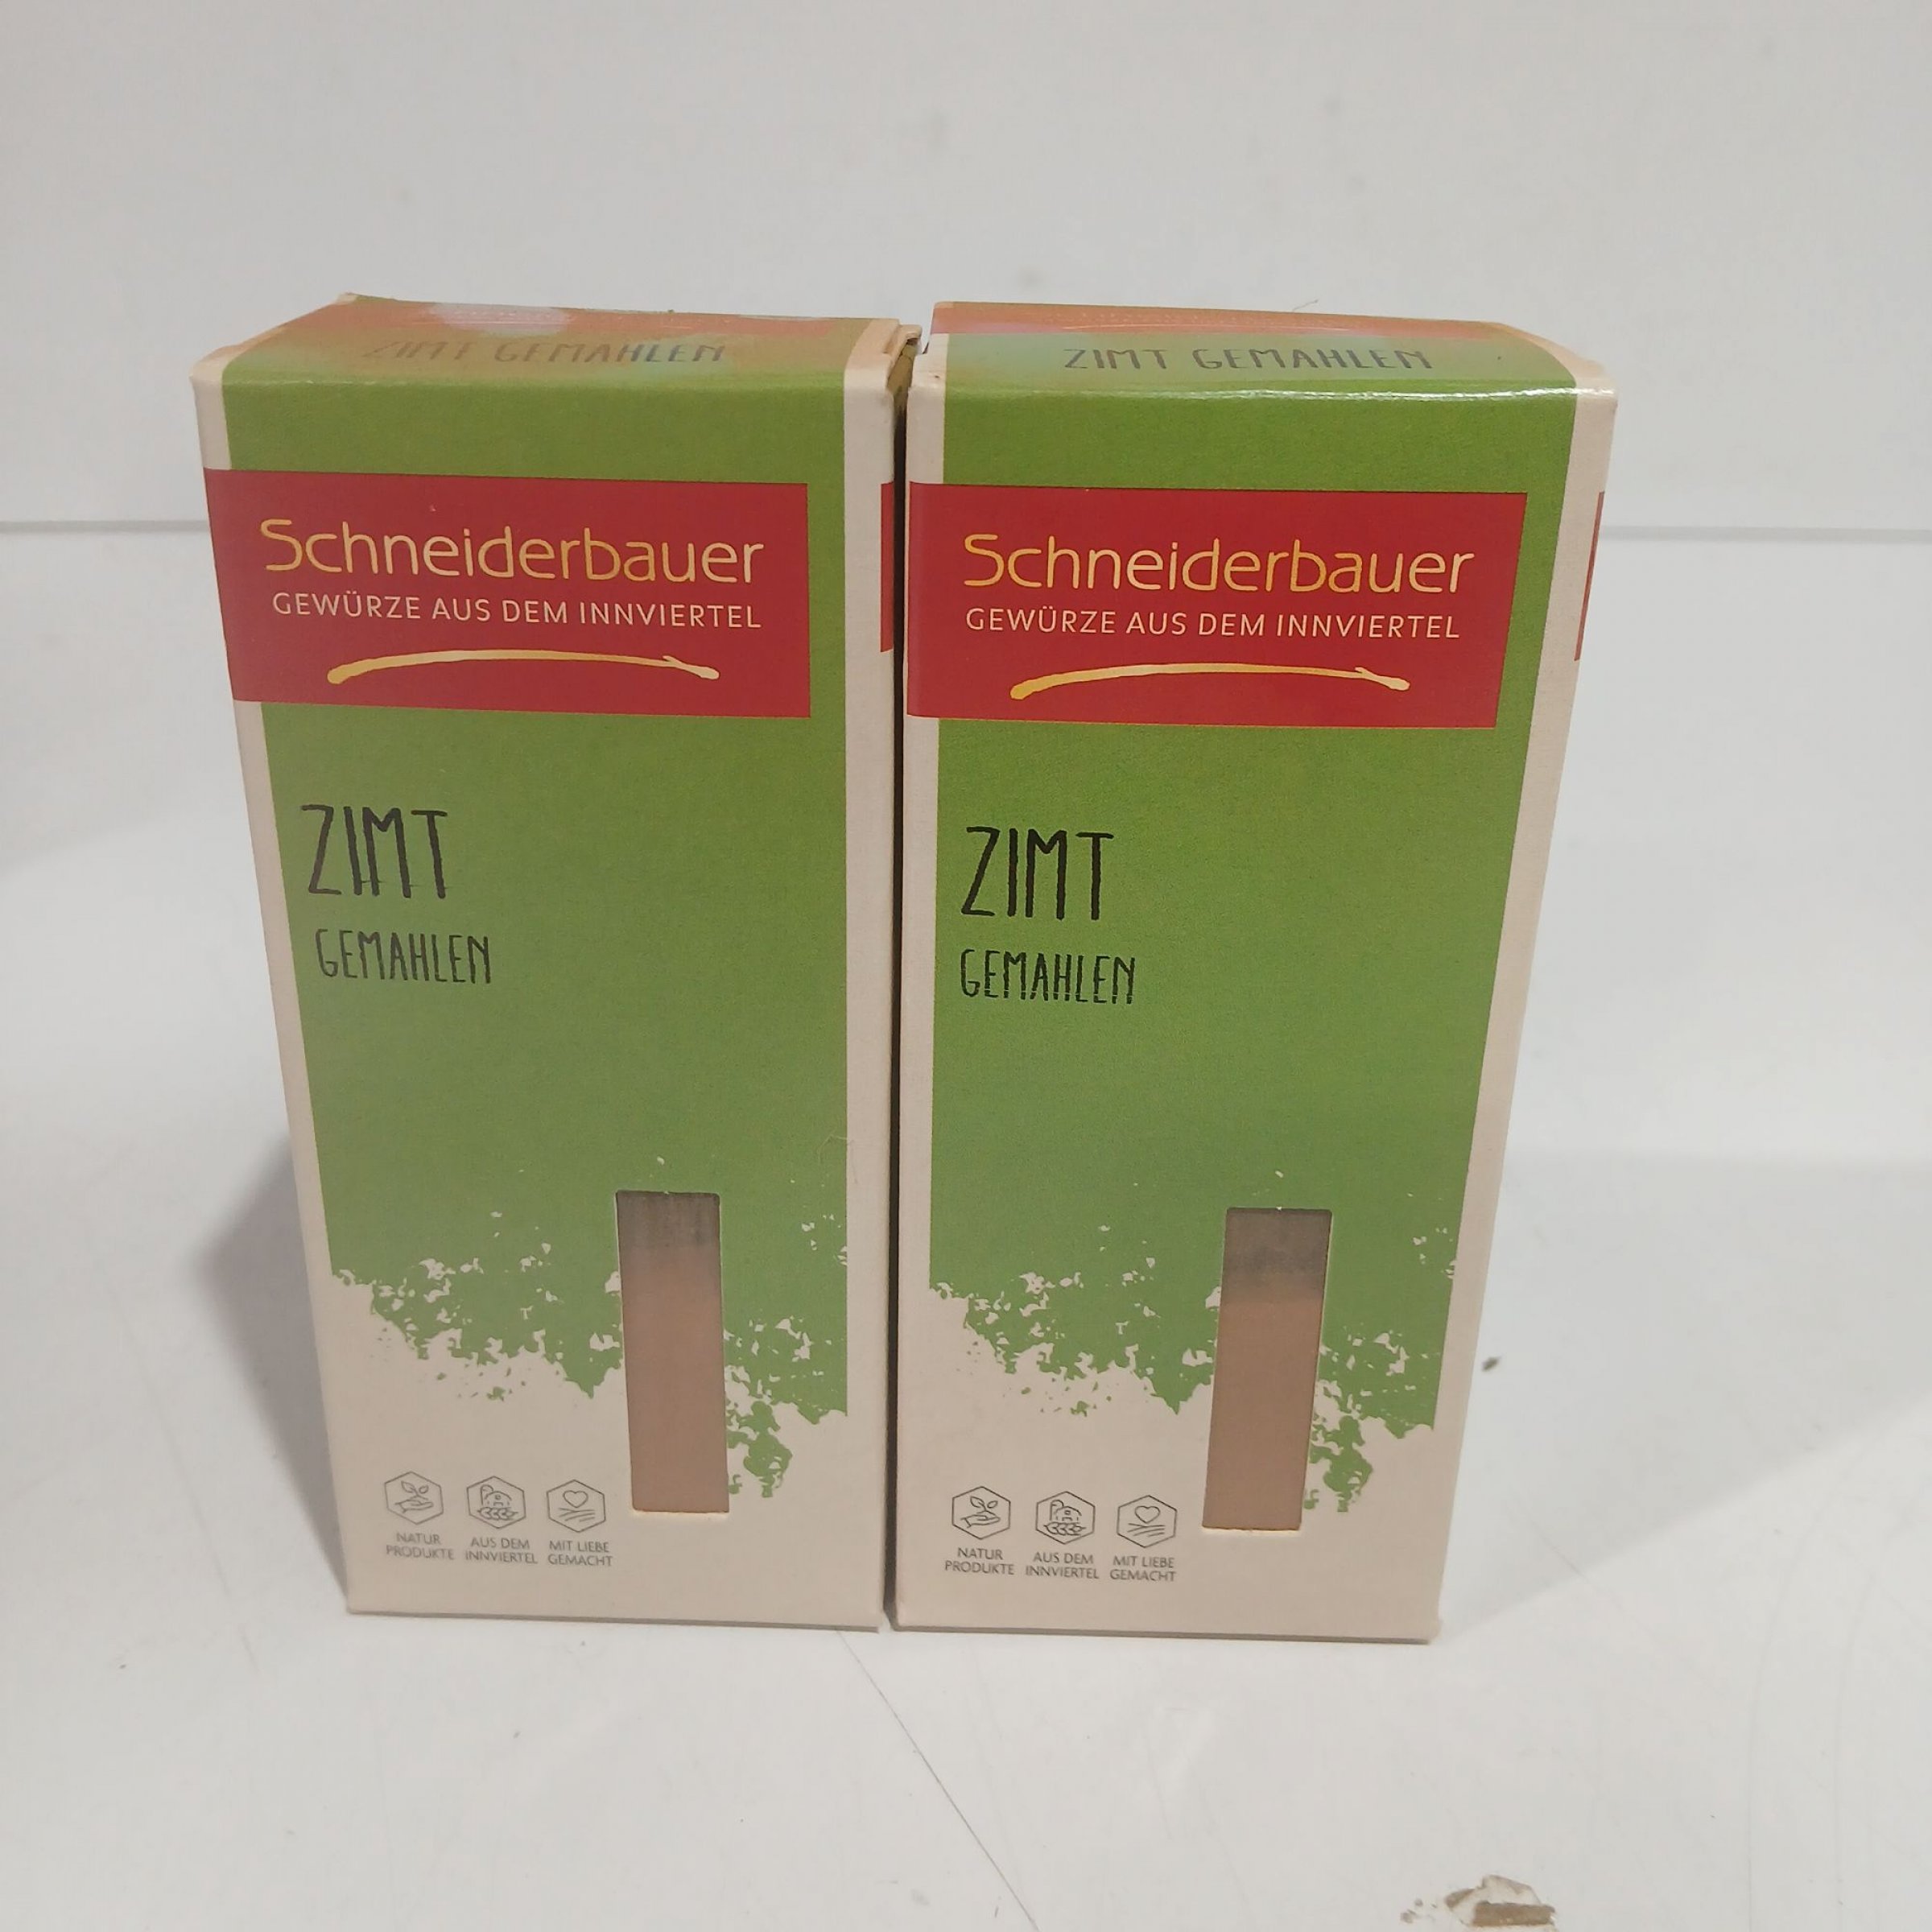 ZIMT GEMAHLEN
Schneiderbauer
GEWÜRZE AUS DEM INNVIERTEL
ZIMT
GEMAHLEN
NATUR
PRODUKTE
AUS DEM
INNVIERTEL
MIT LIEBE
GEMACHT
ZIMT GEMAHLEN
Schneiderbauer
GEWÜRZE AUS DEM INNVIERTEL
ZIMT
GEMAHLEN
NATUR
PRODUKTE
AUS DEM
INNVIERTEL
MIT LIEBE
GEMACHT